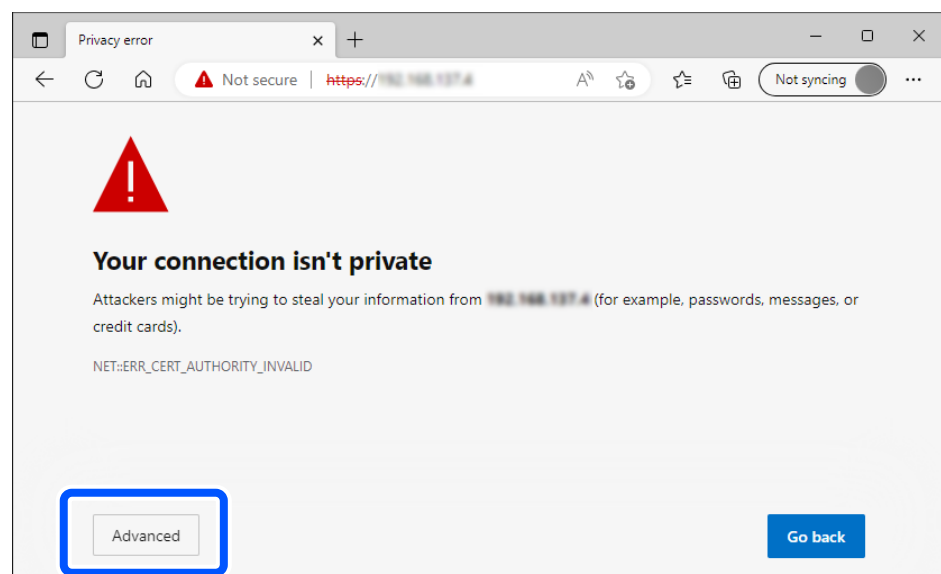 Privacy error
Not secure | https://
Not syncing
Your connection isn't private
Attackers might be trying to steal your information from (for example, passwords, messages, or
credit cards).
NET::ERR_CERT_AUTHORITY_INVALID
Advanced
Go back